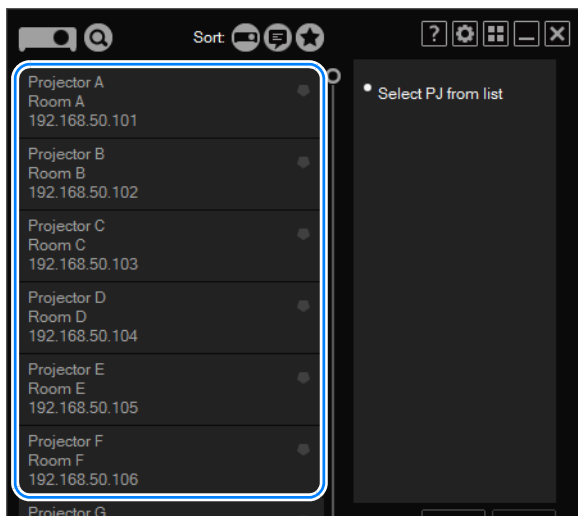 Sort:
?
Projector A
Room A
192.168.50.101
Projector B
Room B
192.168.50.102
Projector C
Room C
192.168.50.103
Projector D
Room D
192.168.50.104
Projector E
Room E
192.168.50.105
Projector F
Room F
192.168.50.106
Projector G
Select PJ from list